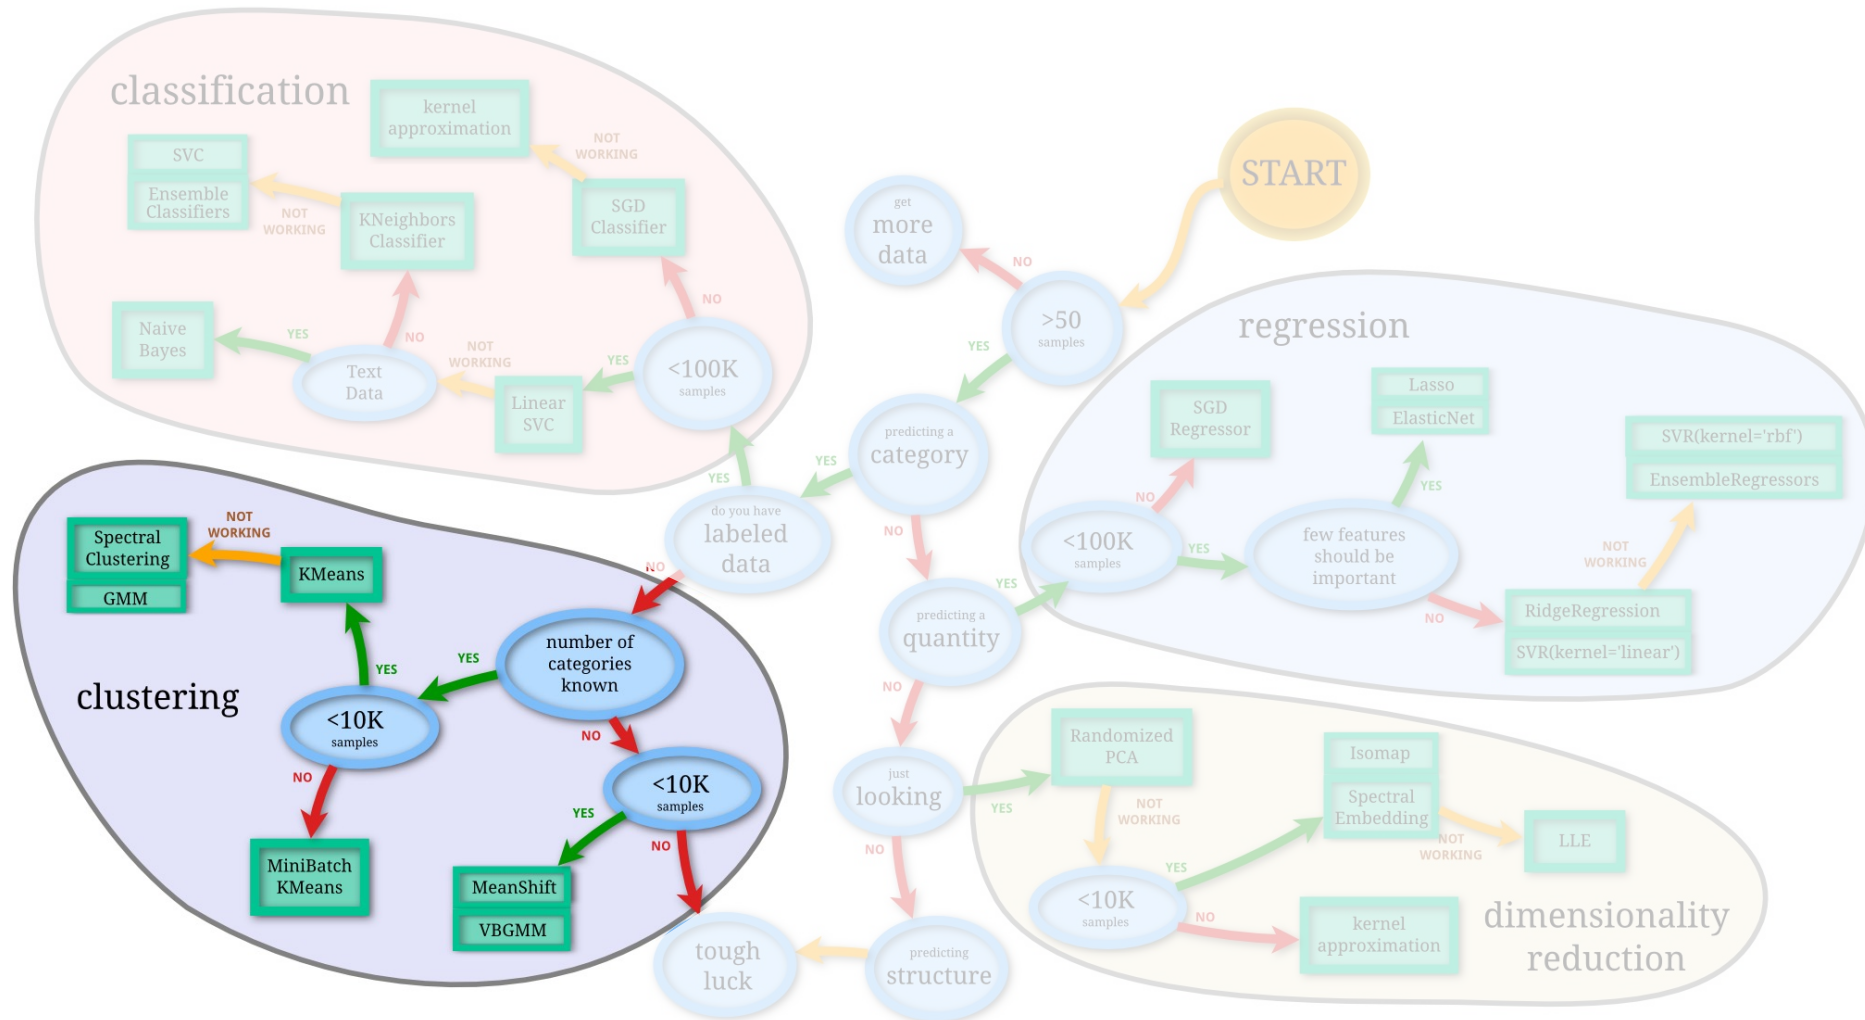 classification
kernel
approximation
NOT
WORKING
SVC
Ensemble
Classifiers
NOT
WORKING
KNeighbors
Classifier
SGD
Classifier
NO
Naive
Bayes
YES
NO
Text
Data
NOT
WORKING
Linear
SVC
YES
<100K
samples
START
get
more
data
NO
>50
samples
YES
predicting a
category
YES
YES
do you have
labeled
data
NO
NO
predicting a
quantity
YES
NO
just
looking
YES
NO
predicting
structure
tough
luck
regression
SGD
Regressor
Lasso
ElasticNet
SVR(kernel='rbf')
EnsembleRegressors
NO
YES
<100K
samples
YES
few features
should be
important
NOT
WORKING
NO
RidgeRegression
SVR(kernel='linear')
clustering
Spectral
Clustering
GMM
NOT
WORKING
KMeans
number of
categories
known
YES
YES
<10K
samples
NO
NO
<10K
samples
YES
NO
MiniBatch
KMeans
MeanShift
VBGMM
Randomized
PCA
NOT
WORKING
Isomap
Spectral
Embedding
NOT
WORKING
LLE
YES
<10K
samples
NO
kernel
approximation
dimensionality
reduction